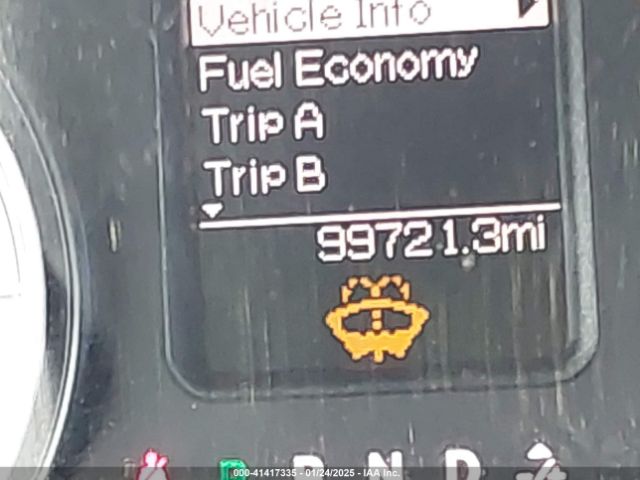 Vehicle Info
Fuel Economy
Trip A
Trip B
99721.3mi
P R N D
000-41417335 - 01/24/2025 - IAA Inc.